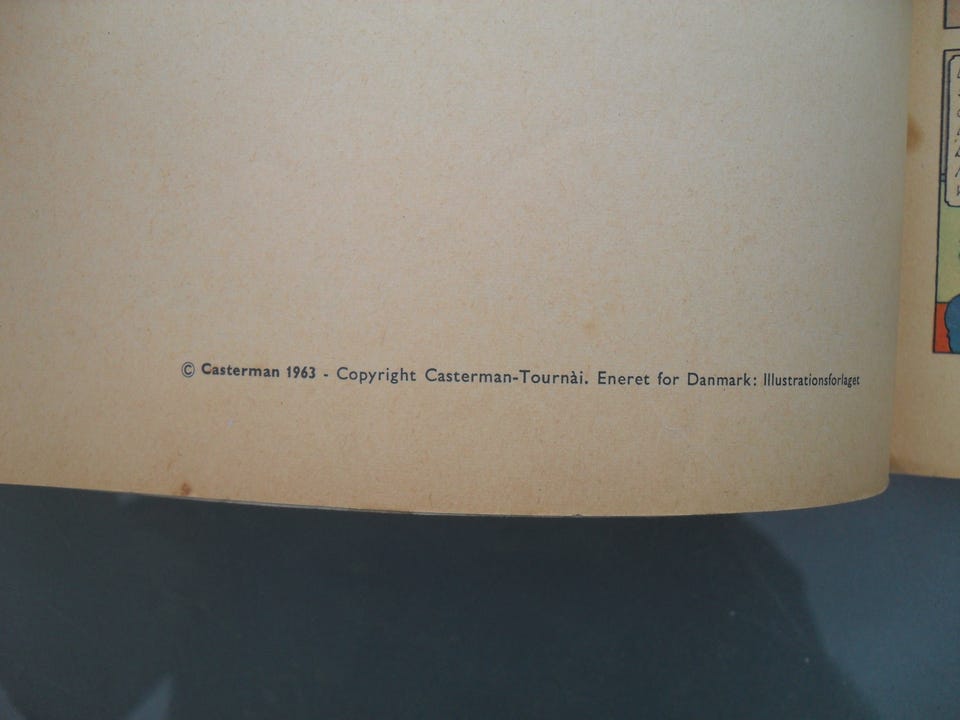 © Casterman 1963 - Copyright Casterman-Tournài. Eneret for Danmark: Illustrationsforlaget